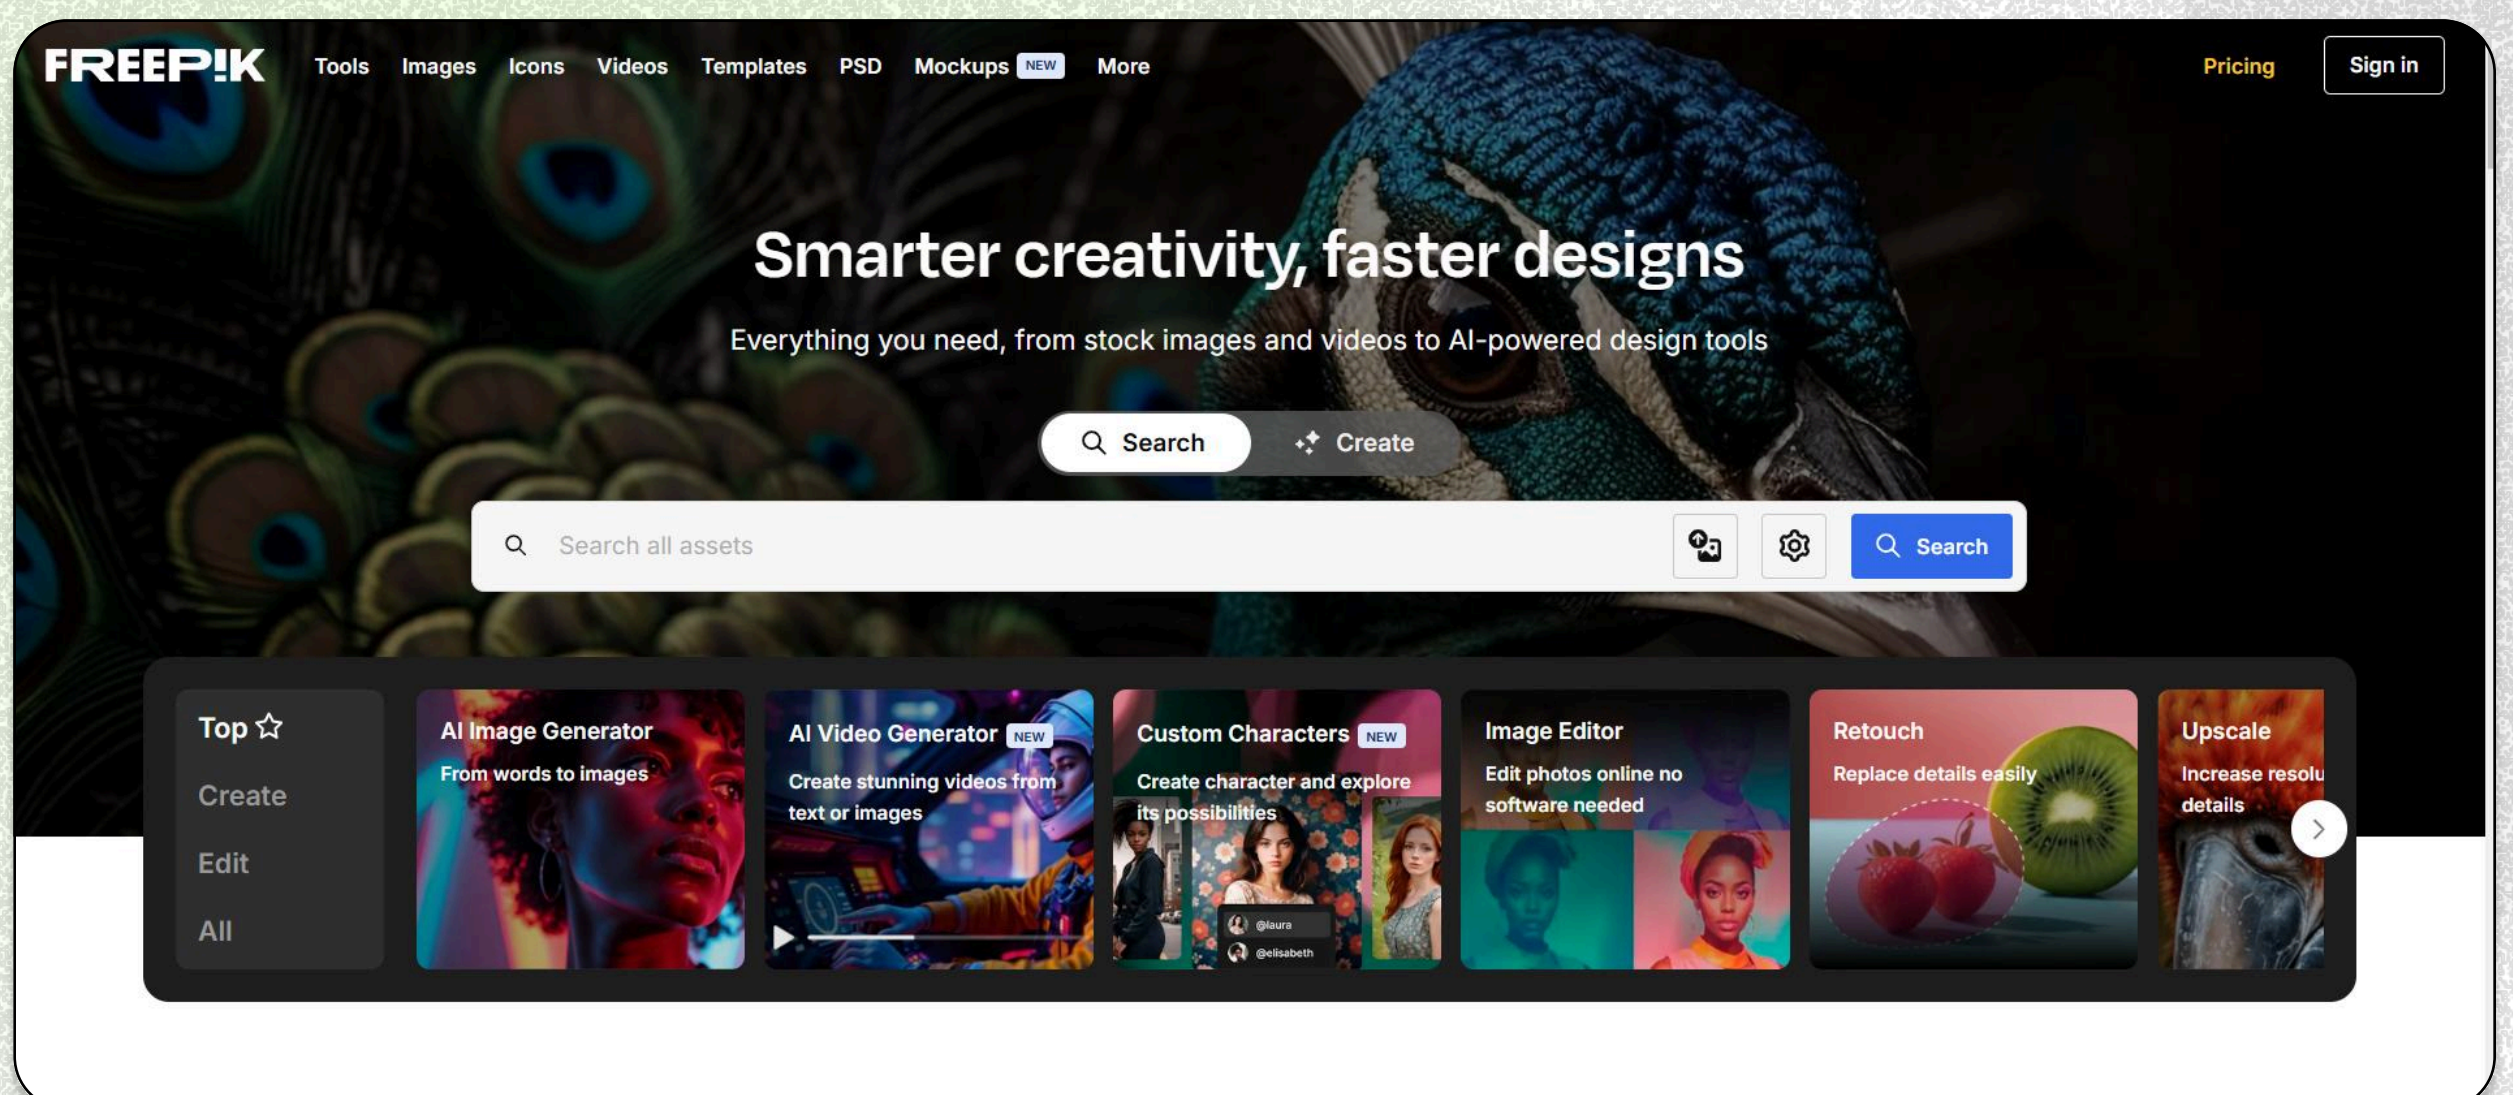 FREEP!K
Tools
Images
Icons
Videos
Templates
PSD
Mockups NEW
More
Pricing
Sign in
Smarter creativity, faster designs
Everything you need, from stock images and videos to AI-powered design tools
Search
Create
Search all assets
Search
Top
Create
Edit
All
AI Image Generator
From words to images
AI Video Generator NEW
Create stunning videos from
text or images
Custom Characters NEW
Create character and explore
its possibilities
@laura
@elisabeth
Image Editor
Edit photos online no
software needed
Retouch
Replace details easily
Upscale
Increase resolu
details